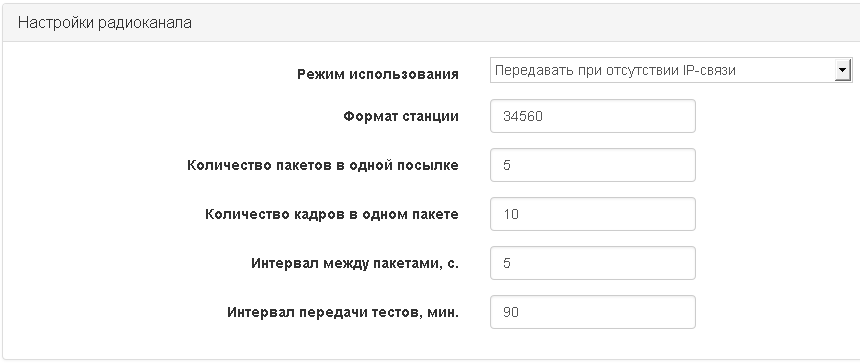 Настройки радиоканала
Режим использования Передавать при отсутствии IP-связи
Формат станции 34560
Количество пакетов в одной посылке 5
Количество кадров в одном пакете 10
Интервал между пакетами, с. 5
Интервал передачи тестов, мин. 90